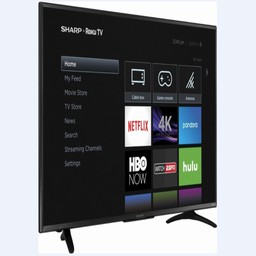 SHARP Roku TV
Home
My Feed
Movie Store
TV Store
News
Search
Streaming Channels
Settings
Cable box
Game console
Antenna
NETFLIX
4K
pandora
HBO
NOW
WATCH ESPN
hulu